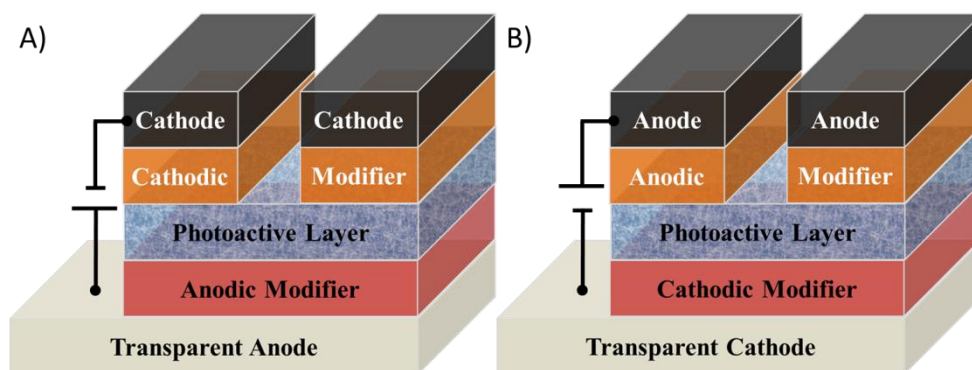 A)
Cathode Cathode
Cathodic Modifier
Photoactive Layer
Anodic Modifier
Transparent Anode
B)
Anode Anode
Anodic Modifier
Photoactive Layer
Cathodic Modifier
Transparent Cathode